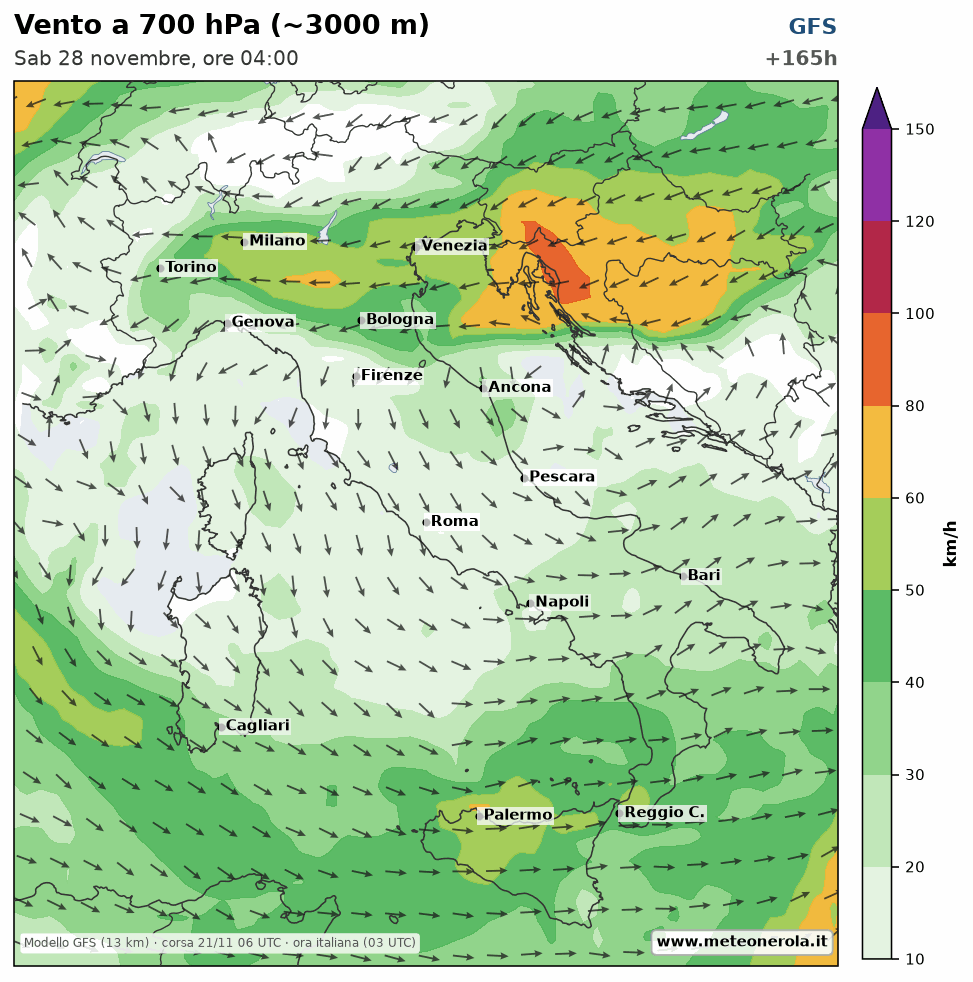 Vento a 700 hPa (~3000 m)
GFS
Sab 28 novembre, ore 04:00
+165h
150
120
100
80
60
50
40
30
20
10
km/h
Milano
Venezia
Torino
Genova
Bologna
Firenze
Ancona
Pescara
Roma
Bari
Napoli
Cagliari
Palermo
Reggio C.
Modello GFS (13 km) · corsa 21/11 06 UTC · ora italiana (03 UTC)
www.meteonerola.it